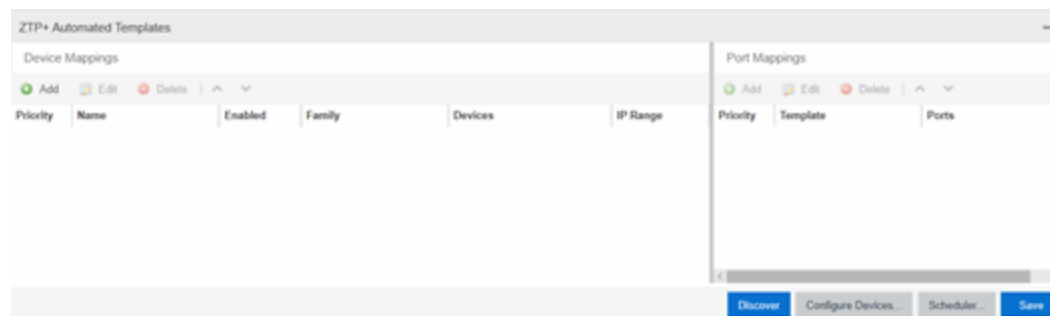 ZTP+ Automated Templates
Device Mappings
Port Mappings
Add Edit Delete
Add Edit Delete
Priority Name Enabled Family Devices IP Range
Priority Template Ports
Discover Configure Devices... Scheduler... Save